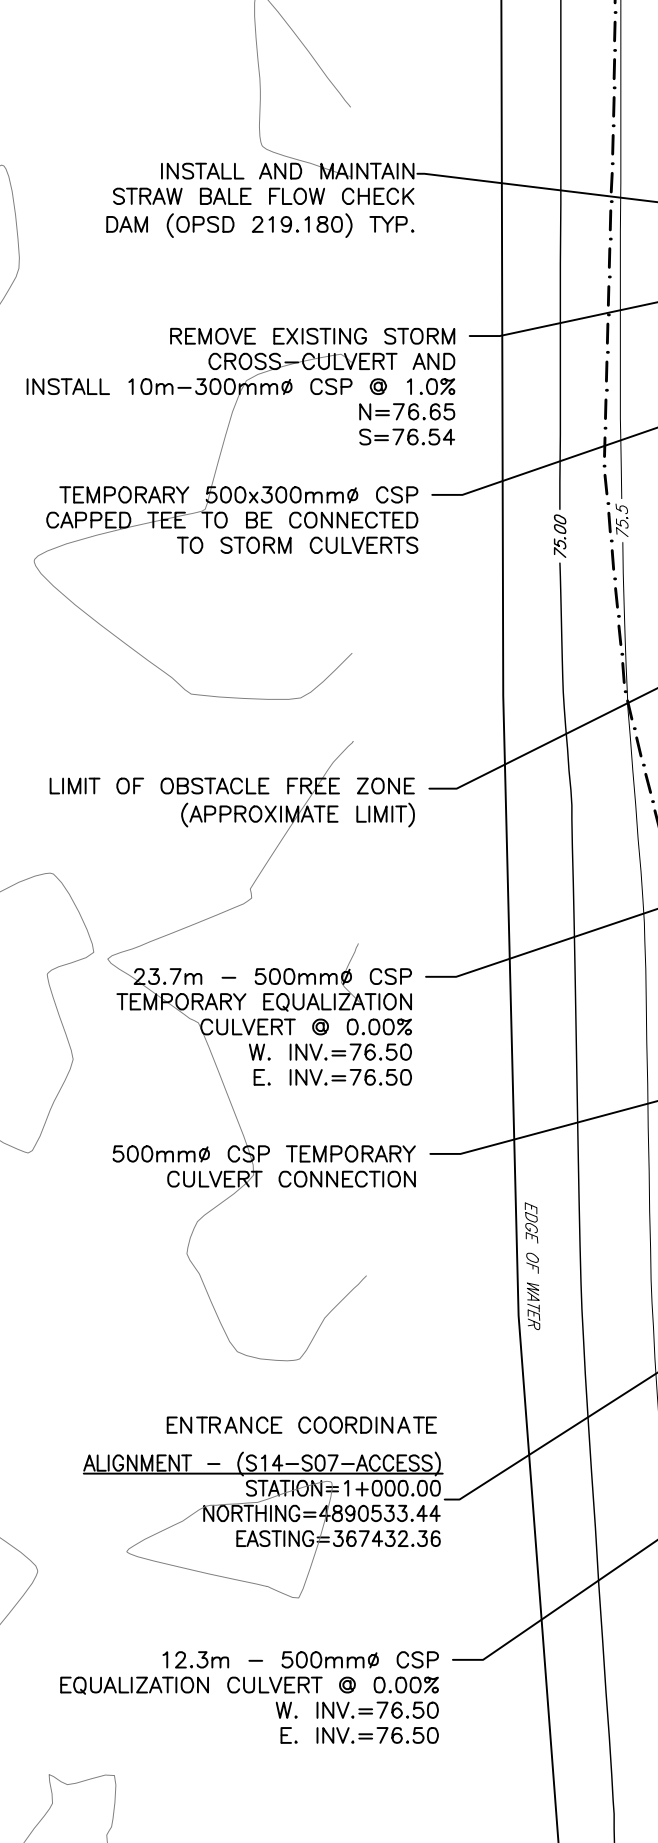 INSTALL AND MAINTAIN
STRAW BALE FLOW CHECK
DAM (OPSD 219.180) TYP.
REMOVE EXISTING STORM
CROSS-CULVERT AND
INSTALL 10m-300mmø CSP @ 1.0%
N=76.65
S=76.54
TEMPORARY 500x300mmø CSP
CAPPED TEE TO BE CONNECTED
TO STORM CULVERTS
75.00
75.5
LIMIT OF OBSTACLE FREE ZONE
(APPROXIMATE LIMIT)
23.7m - 500mmø CSP
TEMPORARY EQUALIZATION
CULVERT @ 0.00%
W. INV.=76.50
E. INV.=76.50
500mmø CSP TEMPORARY
CULVERT CONNECTION
EDGE OF WATER
ENTRANCE COORDINATE
ALIGNMENT - (S14-S07-ACCESS)
STATION=1+000.00
NORTHING=4890533.44
EASTING=367432.36
12.3m - 500mmø CSP
EQUALIZATION CULVERT @ 0.00%
W. INV.=76.50
E. INV.=76.50